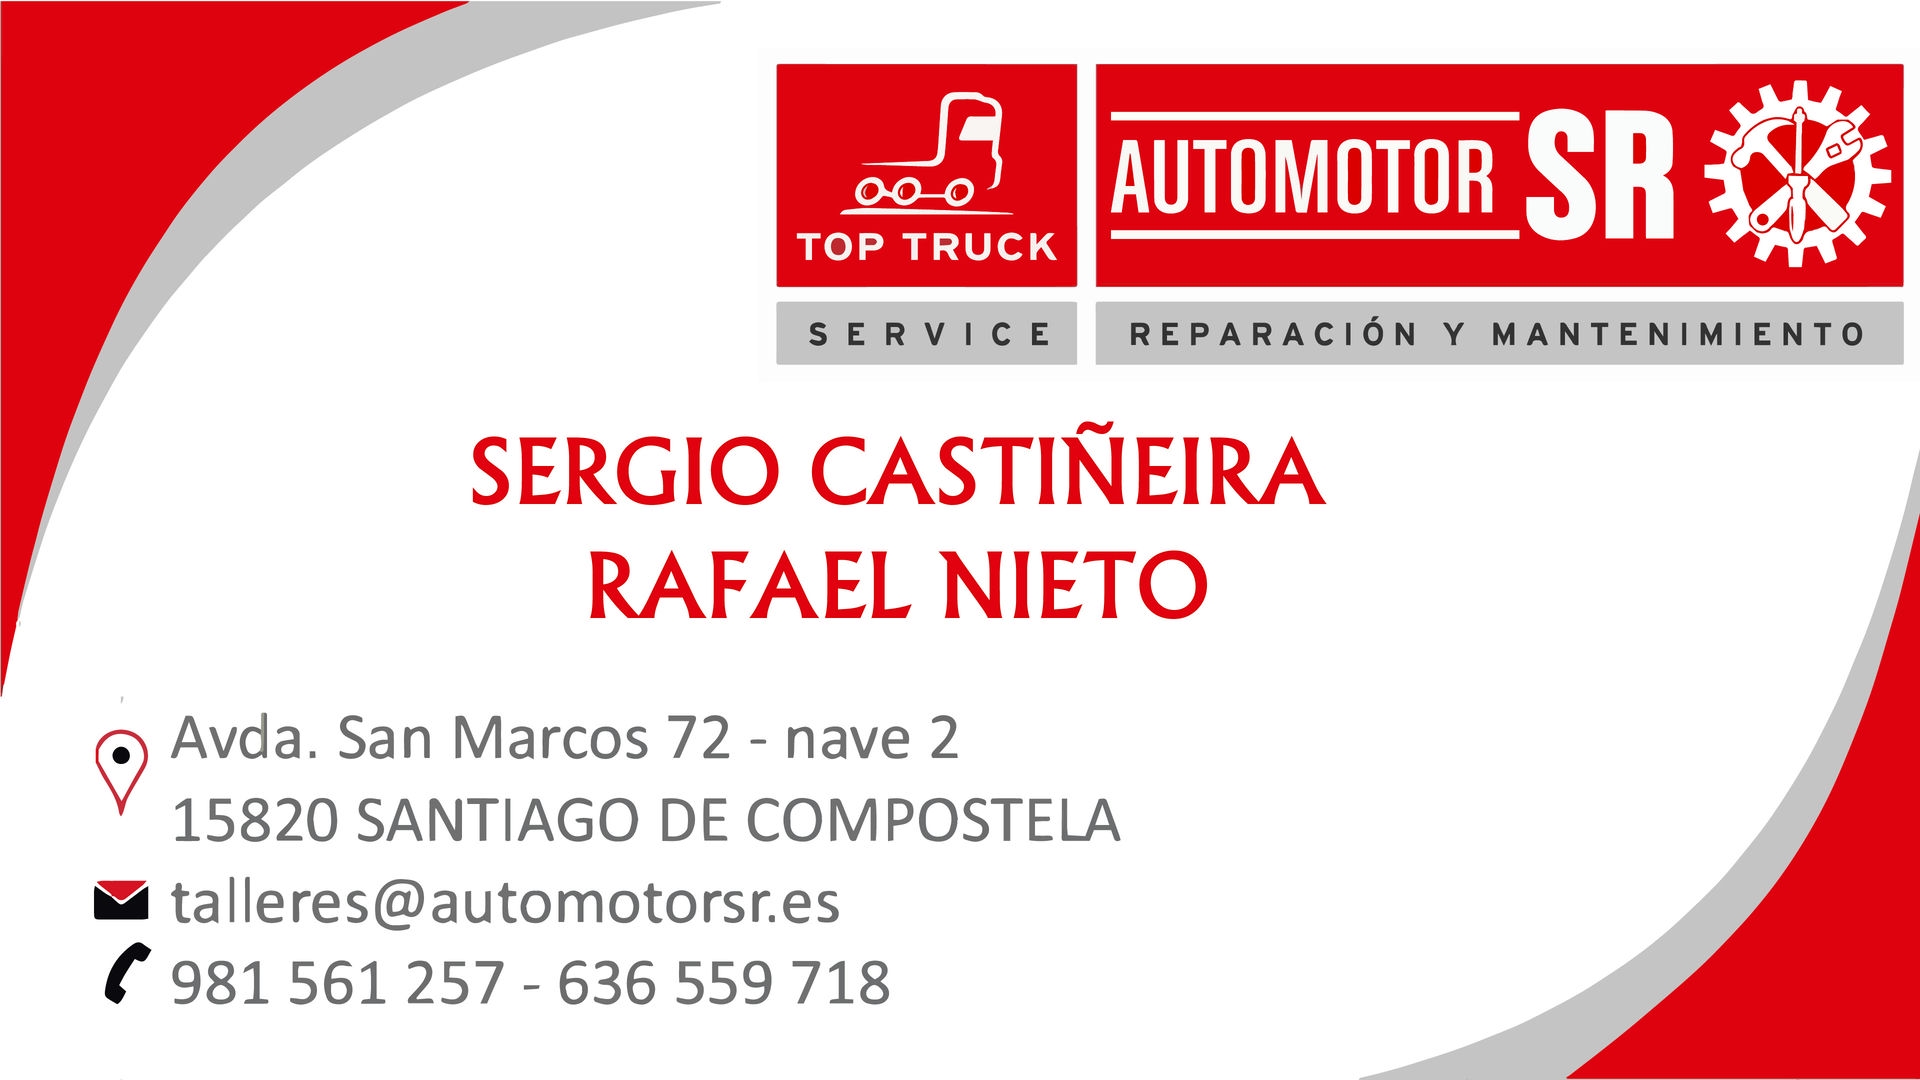 TOP TRUCK
SERVICE
AUTOMOTOR SR
REPARACIÓN Y MANTENIMIENTO
SERGIO CASTIÑEIRA
RAFAEL NIETO
Avda. San Marcos 72 - nave 2
15820 SANTIAGO DE COMPOSTELA
talleres@automotorsr.es
981 561 257 - 636 559 718